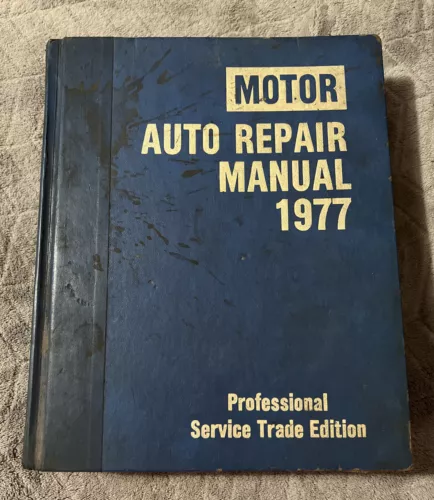 MOTOR
AUTO REPAIR
MANUAL
1977
Professional
Service Trade Edition